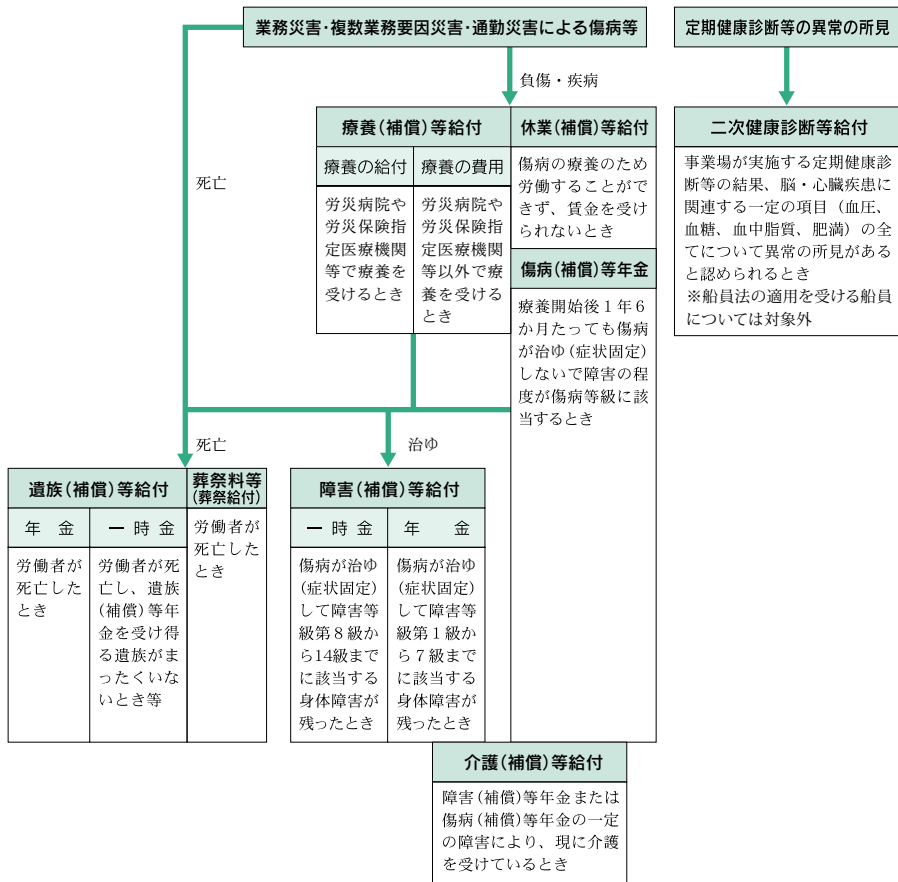 業務災害・複数業務要因災害・通勤災害による傷病等
定期健康診断等の異常の所見
負傷・疾病
死亡
療養(補償)等給付
療養の給付
労災病院や
労災保険指
定医療機関
等で療養を
受けるとき
療養の費用
労災病院や
労災保険指
定医療機関
等以外で療
養を受ける
とき
休業(補償)等給付
傷病の療養のため
労働することがで
きず、賃金を受け
られないとき
傷病(補償)等年金
療養開始後1年6
か月たっても傷病
が治ゆ(症状固定)
しないで障害の程
度が傷病等級に該
当するとき
二次健康診断等給付
事業場が実施する定期健康診
断等の結果、脳・心臓疾患に
関連する一定の項目(血圧、
血糖、血中脂質、肥満)の全
てについて異常の所見がある
と認められるとき
※船員法の適用を受ける船員
については対象外
死亡
治ゆ
遺族(補償)等給付
年 金
労働者が
死亡した
とき
一 時 金
労働者が死
亡し、遺族
(補償)等年
金を受け得
る遺族がま
ったくいな
いとき等
葬祭料等
(葬祭給付)
労働者が
死亡した
とき
障害(補償)等給付
一 時 金
傷病が治ゆ
(症状固定)
して障害等
級第8級か
ら14級まで
に該当する
身体障害が
残ったとき
年 金
傷病が治ゆ
(症状固定)
して障害等
級第1級か
ら7級まで
に該当する
身体障害が
残ったとき
介護(補償)等給付
障害(補償)等年金または
傷病(補償)等年金の一定
の障害により、現に介護
を受けているとき